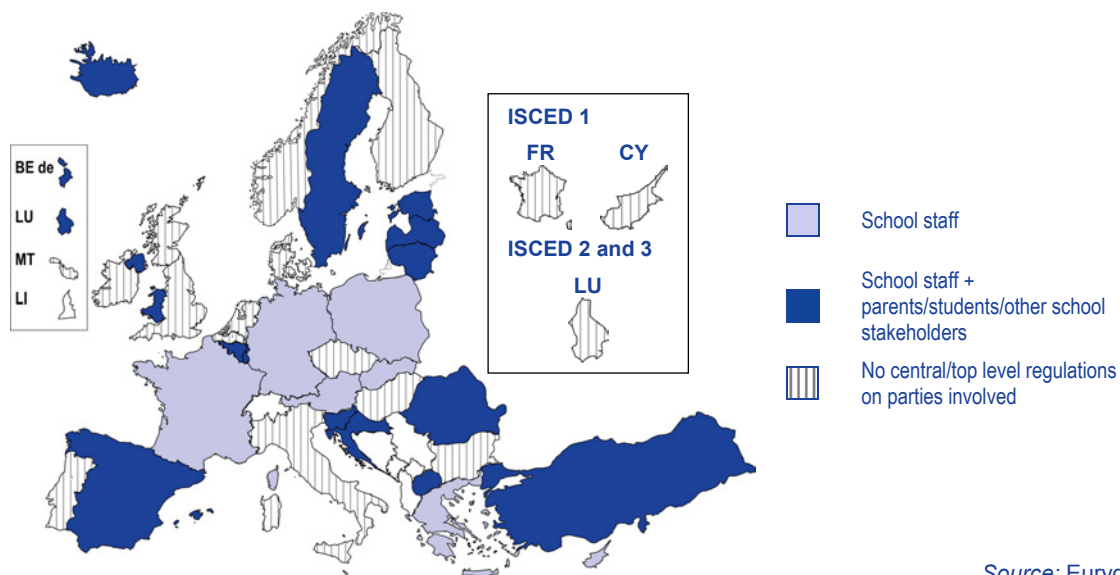 BE de
LU
MT
LI
ISCED 1
FR CY
ISCED 2 and 3
LU
School staff
School staff +
parents/students/other school
stakeholders
No central/top level regulations
on parties involved
Source: